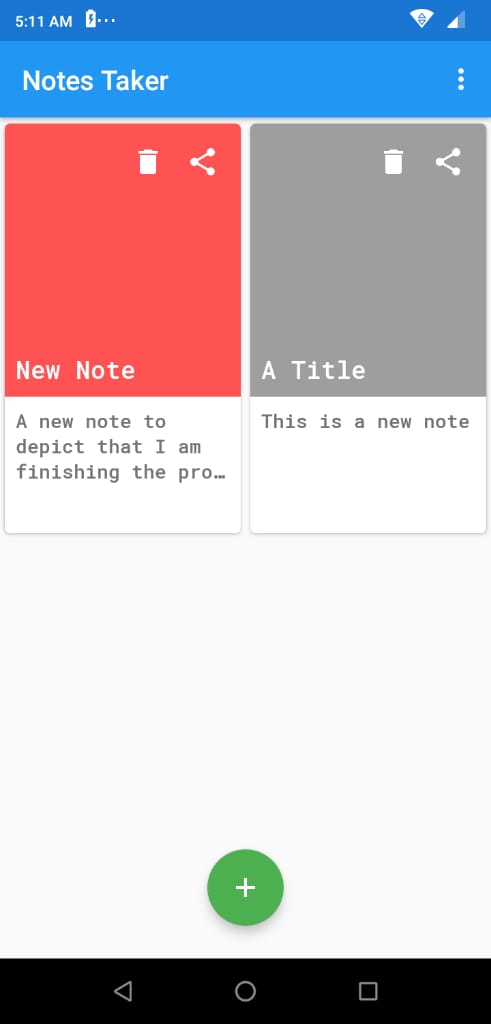 5:11 AM
Notes Taker
New Note
A new note to
depict that I am
finishing the pro…
A Title
This is a new note